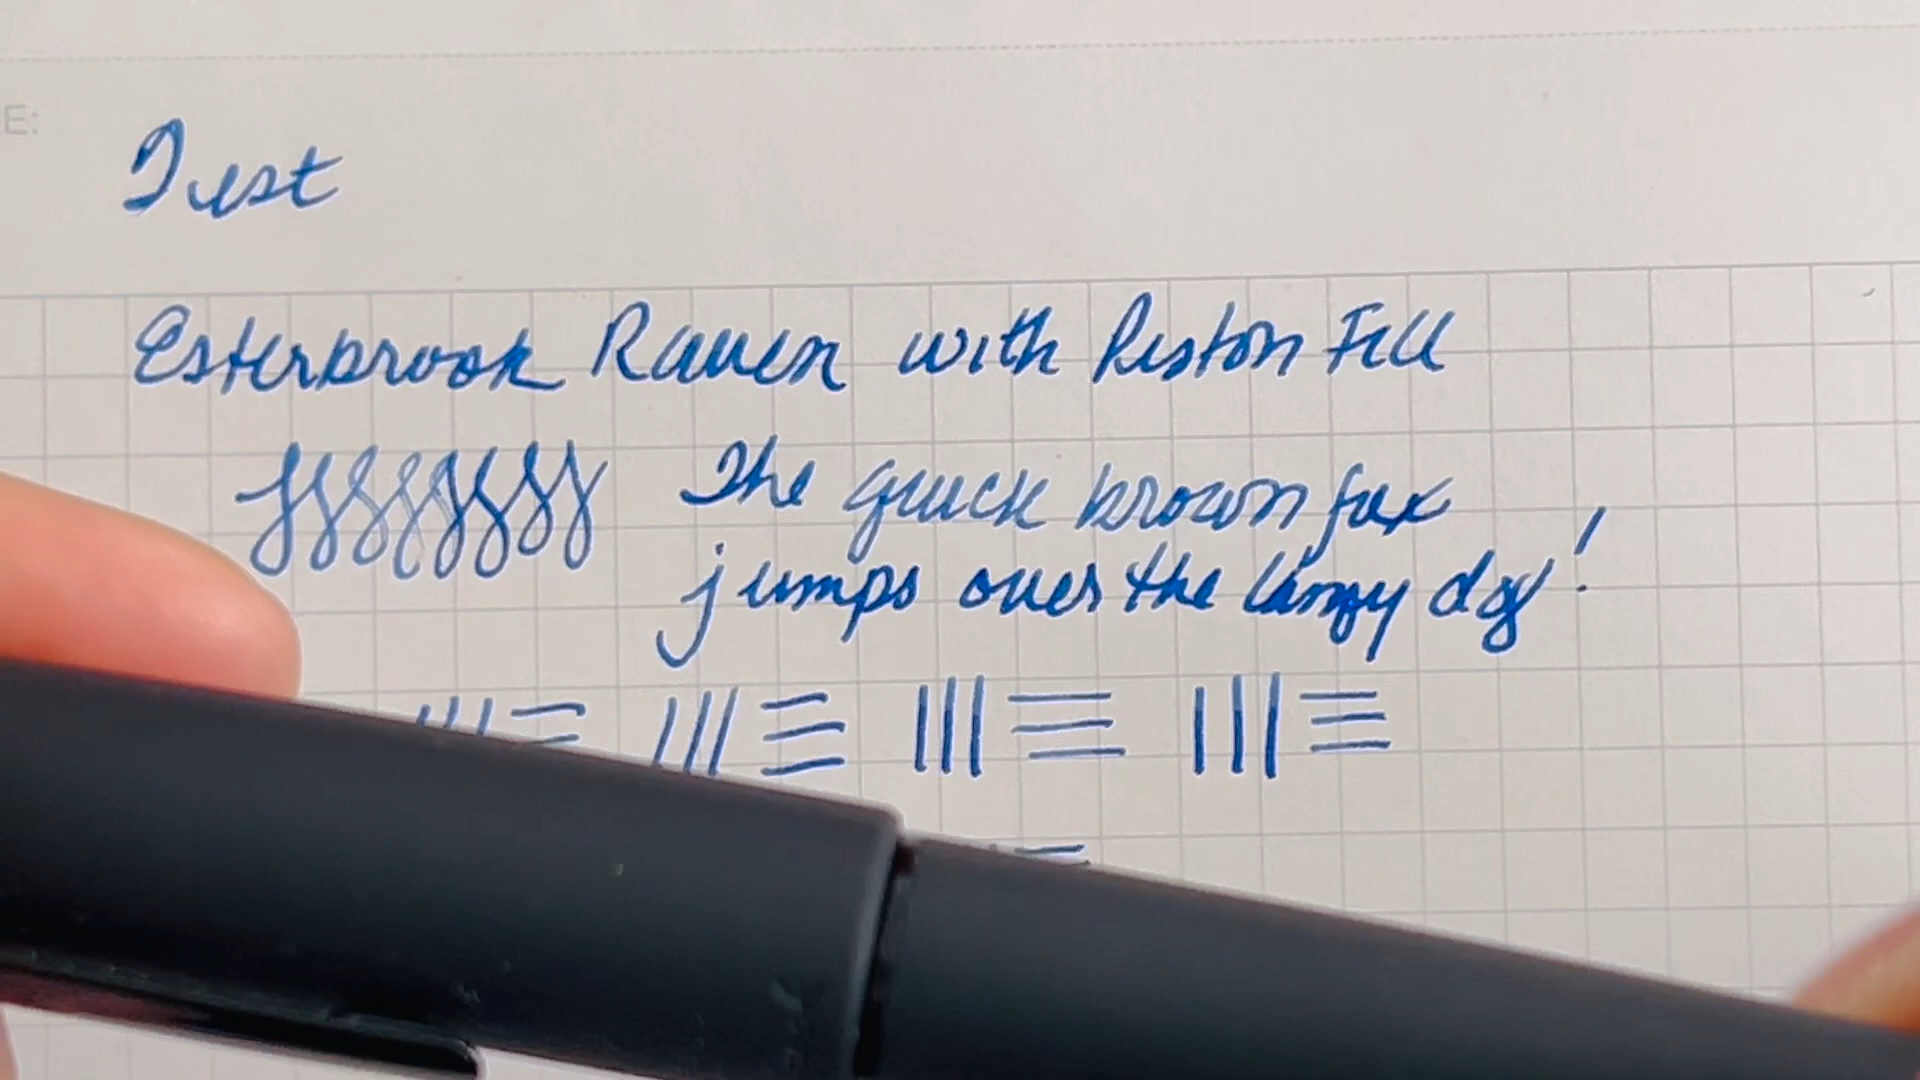 E:
Test
Esterbrook Raven with Piston Fill
The quick brown fox
jumps over the lazy dog!